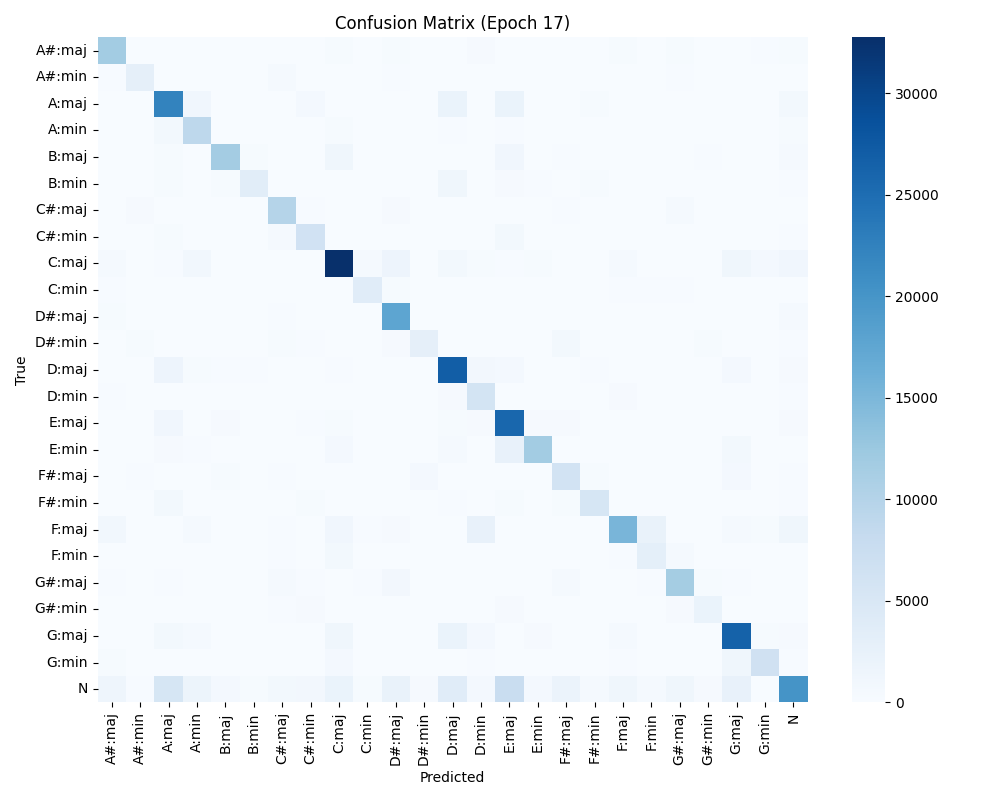 Confusion Matrix (Epoch 17)
True
A#:maj
A#:min
A:maj
A:min
B:maj
B:min
C#:maj
C#:min
C:maj
C:min
D#:maj
D#:min
D:maj
D:min
E:maj
E:min
F#:maj
F#:min
F:maj
F:min
G#:maj
G#:min
G:maj
G:min
N
A#:maj
A#:min
A:maj
A:min
B:maj
B:min
C#:maj
C#:min
C:maj
C:min
D#:maj
D#:min
D:maj
D:min
E:maj
E:min
F#:maj
F#:min
F:maj
F:min
G#:maj
G#:min
G:maj
G:min
N
Predicted
30000
25000
20000
15000
10000
5000
0